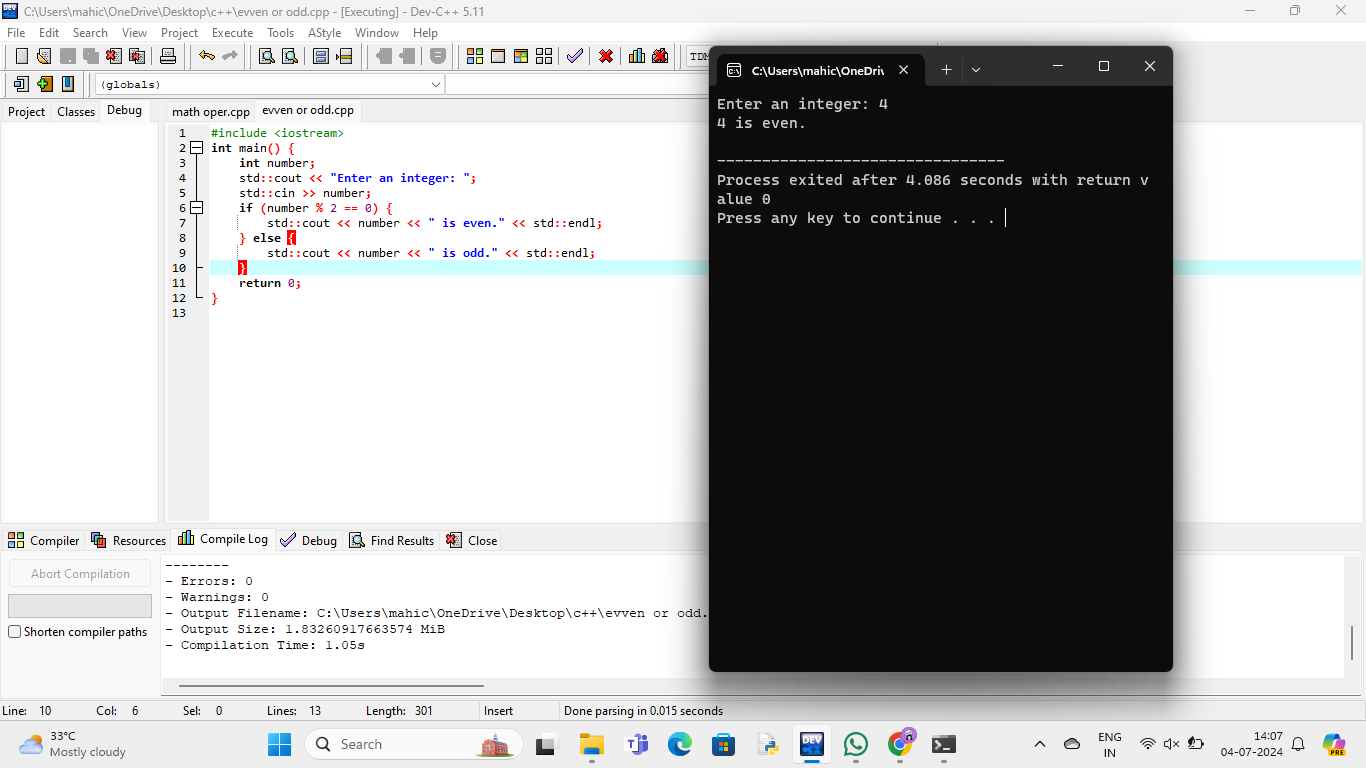 C:\Users\mahic\OneDrive\Desktop\c++\evven or odd.cpp - [Executing] - Dev-C++ 5.11
File Edit Search View Project Execute Tools AStyle Window Help
TDM
(globals)
Project Classes Debug
math oper.cpp evven or odd.cpp
1 #include <iostream>
2 int main() {
3 int number;
4 std::cout << "Enter an integer: ";
5 std::cin >> number;
6 if (number % 2 == 0) {
7 std::cout << number << " is even." << std::endl;
8 } else {
9 std::cout << number << " is odd." << std::endl;
10 }
11 return 0;
12 }
13
C:\Users\mahic\OneDri
Enter an integer: 4
4 is even.
--------------------------------
Process exited after 4.086 seconds with return v
alue 0
Press any key to continue . . .
Compiler Resources Compile Log Debug Find Results Close
Abort Compilation
Shorten compiler paths
--------
- Errors: 0
- Warnings: 0
- Output Filename: C:\Users\mahic\OneDrive\Desktop\c++\evven or odd.
- Output Size: 1.83260917663574 MiB
- Compilation Time: 1.05s
Line: 10 Col: 6 Sel: 0 Lines: 13 Length: 301 Insert Done parsing in 0.015 seconds
33°C
Mostly cloudy
Search
DEV
PRE
ENG
IN
14:07
04-07-2024